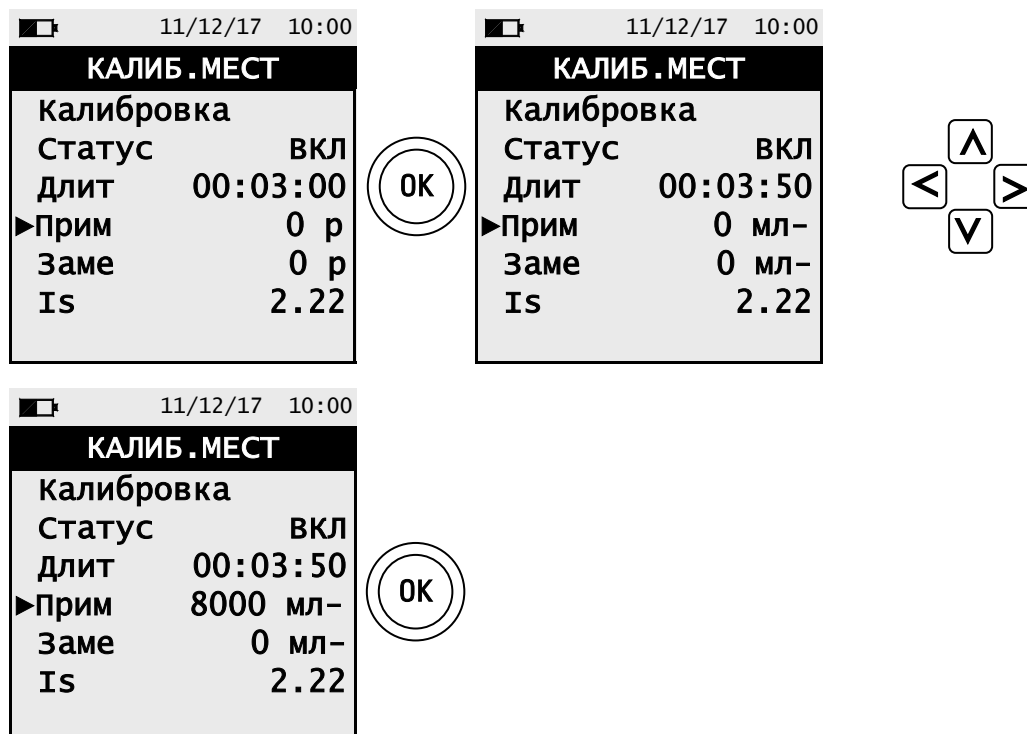 11/12/17 10:00
КАЛИБ.МЕСТ
Калибровка
Статус ВКЛ
Длит 00:03:00
►Прим 0 р
Заме 0 р
Is 2.22
OK
11/12/17 10:00
КАЛИБ.МЕСТ
Калибровка
Статус ВКЛ
Длит 00:03:50
►Прим 0 мл-
Заме 0 мл-
Is 2.22
11/12/17 10:00
КАЛИБ.МЕСТ
Калибровка
Статус ВКЛ
Длит 00:03:50
►Прим 8000 мл-
Заме 0 мл-
Is 2.22
OK